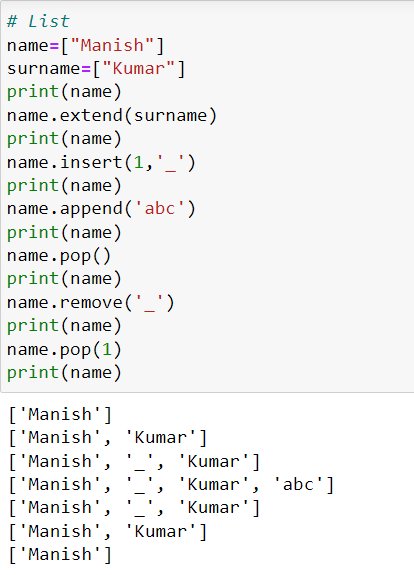 # List
name=["Manish"]
surname=["Kumar"]
print(name)
name.extend(surname)
print(name)
name.insert(1,'_')
print(name)
name.append('abc')
print(name)
name.pop()
print(name)
name.remove('_')
print(name)
name.pop(1)
print(name)
['Manish']
['Manish', 'Kumar']
['Manish', '_', 'Kumar']
['Manish', '_', 'Kumar', 'abc']
['Manish', '_', 'Kumar']
['Manish', 'Kumar']
['Manish']